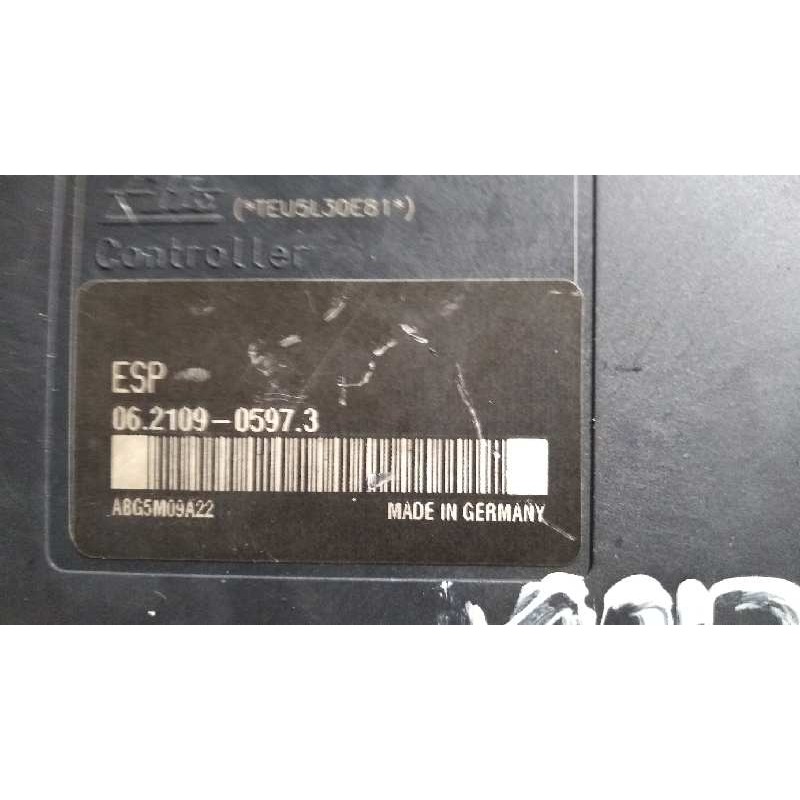 (*TEU5L30E81*)
Controller
ESP
06.2109-0597.3
ABG5M09A22
MADE IN GERMANY